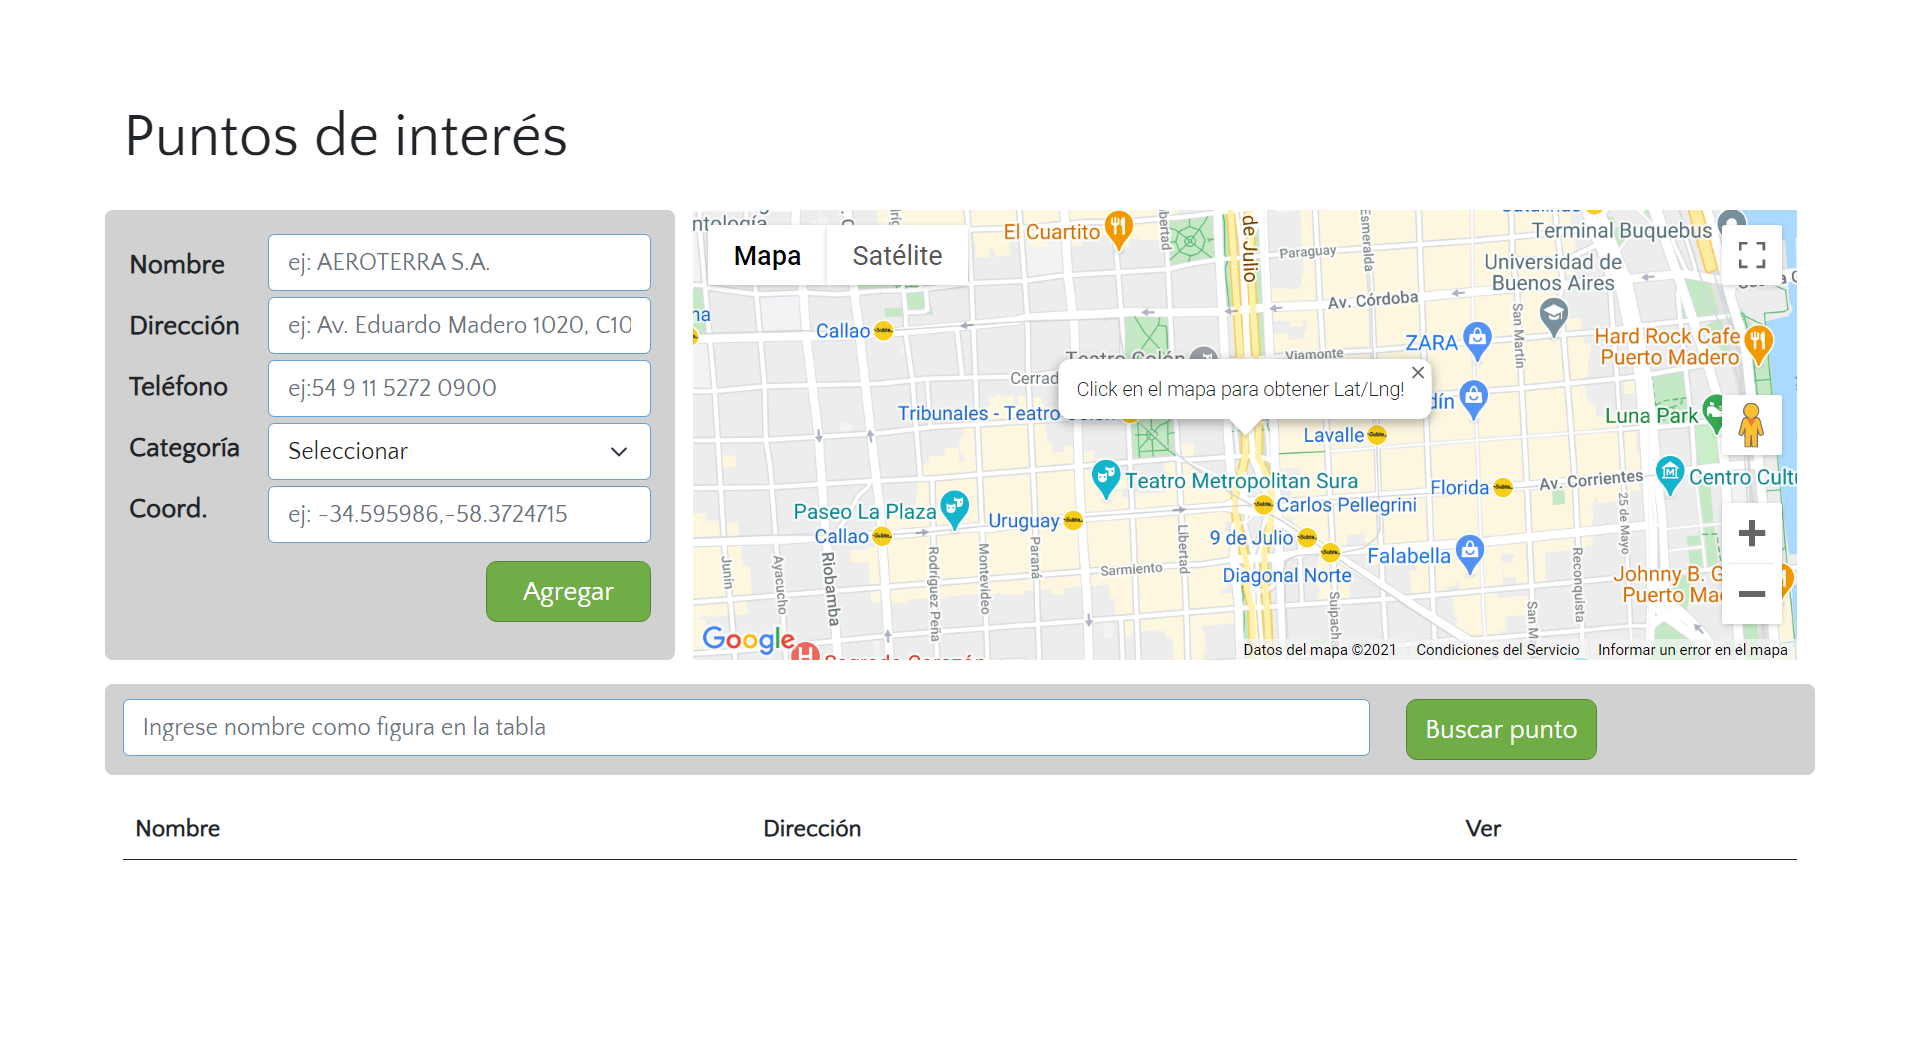 Puntos de interés
Nombre
ej: AEROTERRA S.A.
Dirección
ej: Av. Eduardo Madero 1020, C10
Teléfono
ej:54 9 11 5272 0900
Categoría
Seleccionar
Coord.
ej: -34.595986,-58.3724715
Agregar
Mapa
Satélite
El Cuartito
de Julio
Esmeralda
Paraguay
Terminal Buquebus
Universidad de
Buenos Aires
Av. Córdoba
San Martín
Callao
ZARA
Hard Rock Cafe
Puerto Madero
Viamonte
Teatro Colón
Click en el mapa para obtener Lat/Lng!
Tribunales - Teatro
Luna Park
Lavalle
Teatro Metropolitan Sura
Florida
Av. Corrientes
Centro Cultu
Carlos Pellegrini
Paseo La Plaza
Uruguay
Callao
9 de Julio
Falabella
25 de Mayo
Libertad
Diagonal Norte
Sarmiento
Junín
Ayacucho
Riobamba
Rodríguez Peña
Montevideo
Paraná
Reconquista
Johnny B. G
Puerto Ma
Google
Datos del mapa ©2021
Condiciones del Servicio
Informar un error en el mapa
Ingrese nombre como figura en la tabla
Buscar punto
Nombre
Dirección
Ver